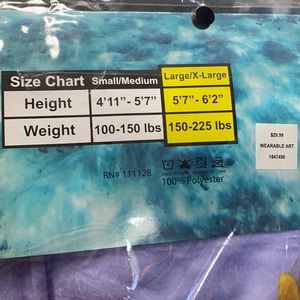 Size Chart Small/Medium Large/X-Large
Height 4'11"- 5'7" 5'7"- 6'2"
Weight 100-150 lbs 150-225 lbs
$29.99
WEARABLE ART
1847490
RN# 111128
100% Polyester